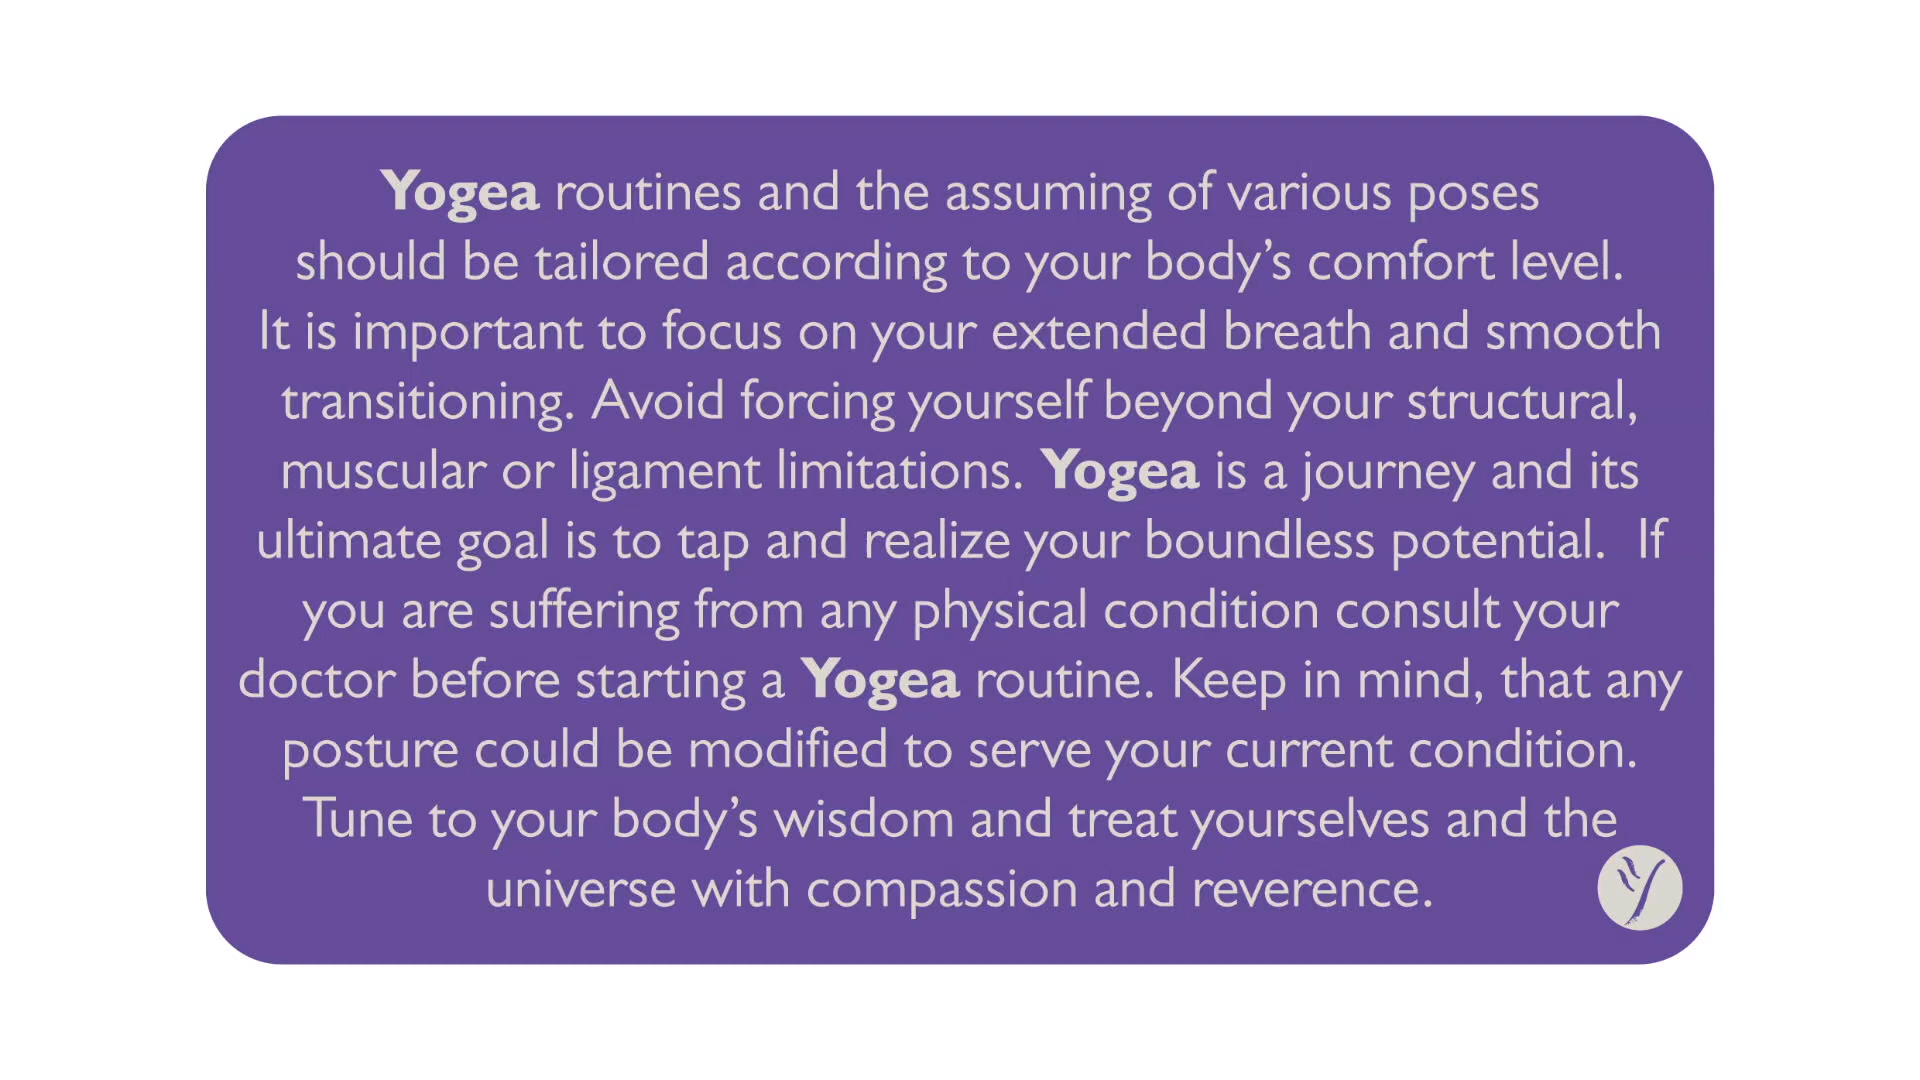 Yogea routines and the assuming of various poses
should be tailored according to your body’s comfort level.
It is important to focus on your extended breath and smooth
transitioning. Avoid forcing yourself beyond your structural,
muscular or ligament limitations. Yogea is a journey and its
ultimate goal is to tap and realize your boundless potential.  If
you are suffering from any physical condition consult your
doctor before starting a Yogea routine. Keep in mind, that any
posture could be modified to serve your current condition.
Tune to your body’s wisdom and treat yourselves and the
universe with compassion and reverence.